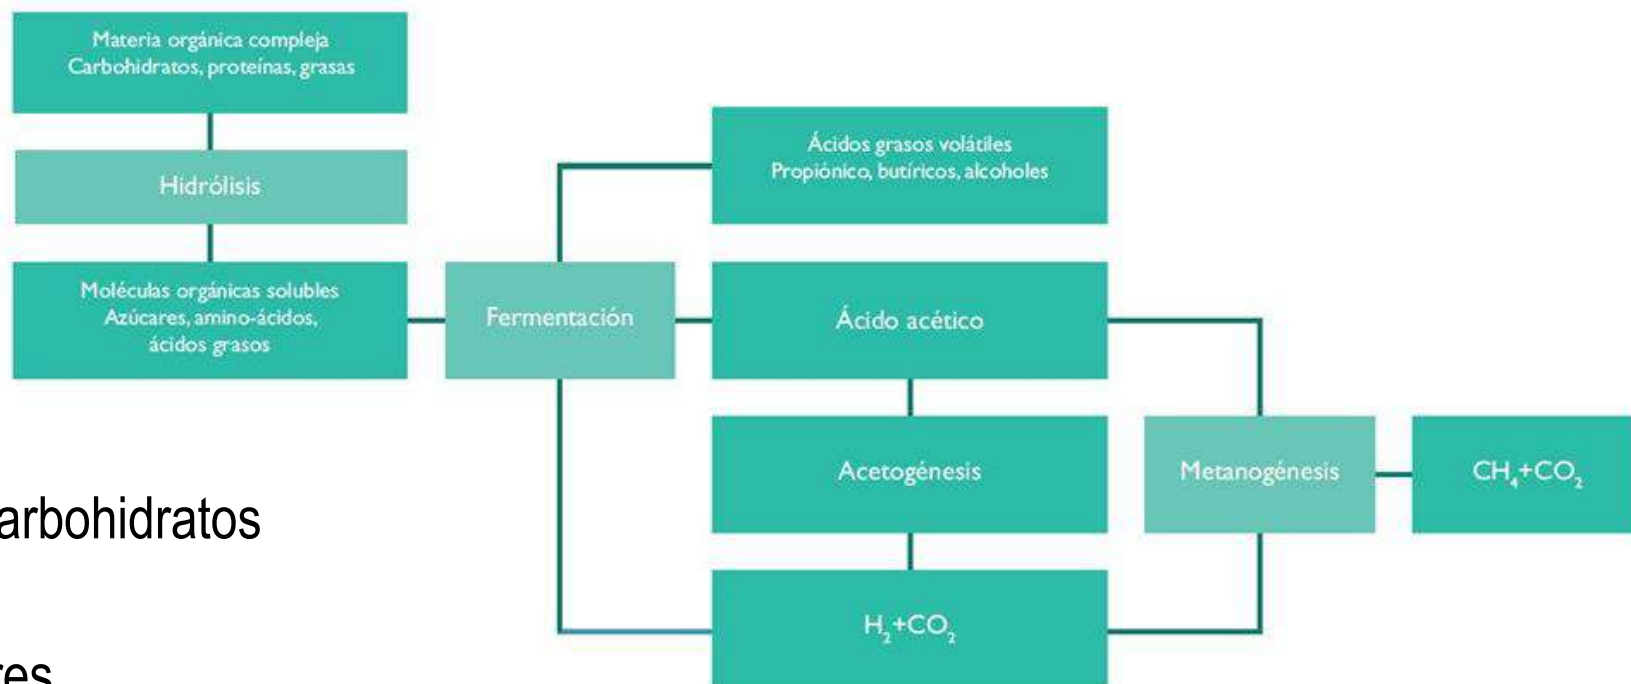 Materia orgánica compleja
Carbohidratos, proteínas, grasas
Hidrólisis
Moléculas orgánicas solubles
Azúcares, amino-ácidos,
ácidos grasos
Fermentación
Ácidos grasos volátiles
Propiónico, butíricos, alcoholes
Ácido acético
Acetogénesis
H₂+CO₂
Metanogénesis
CH₄+CO₂
arbohidratos
res